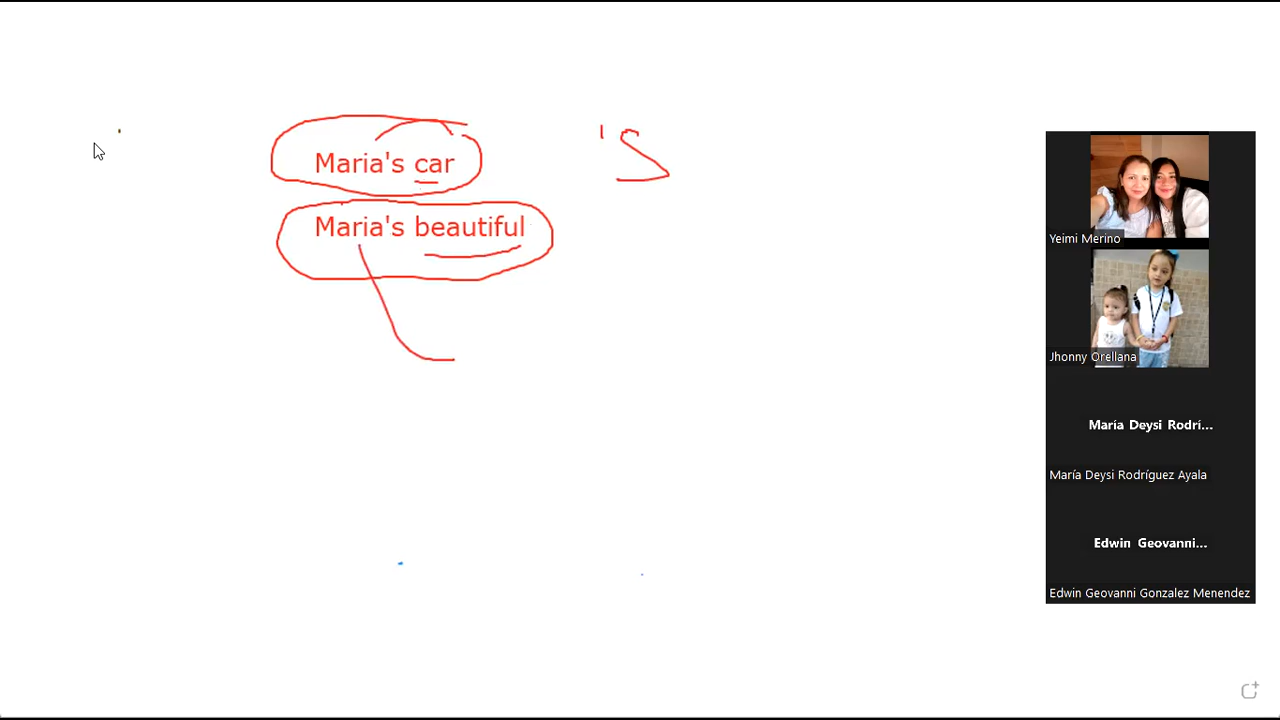 Maria's car
's
Maria's beautiful
Yeimi Merino
Jhonny Orellana
María Deysi Rodrí...
María Deysi Rodríguez Ayala
Edwin Geovanni...
Edwin Geovanni Gonzalez Menendez